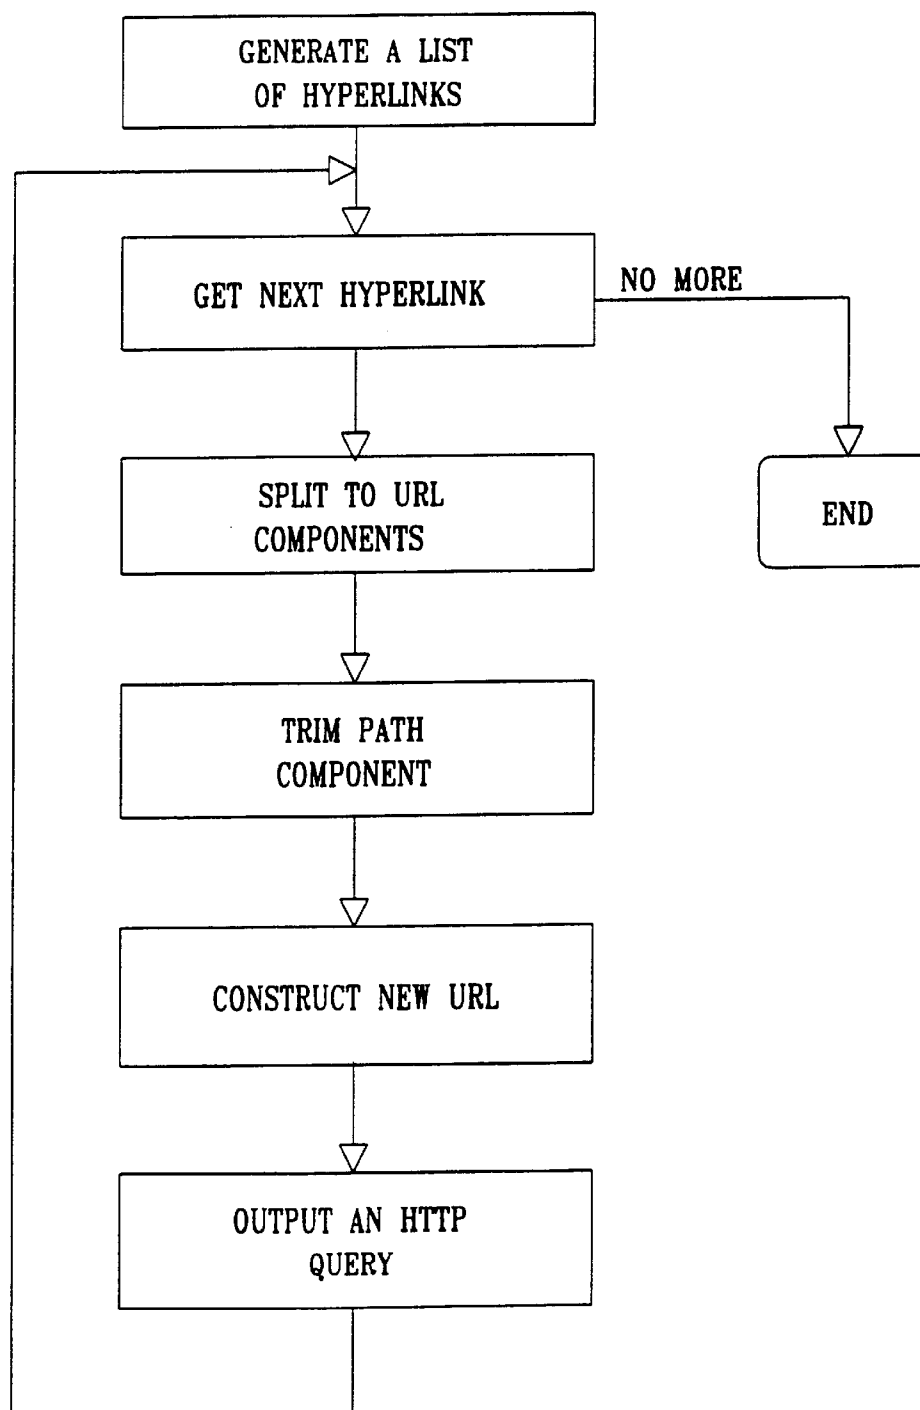 GENERATE A LIST
OF HYPERLINKS
GET NEXT HYPERLINK
NO MORE
SPLIT TO URL
COMPONENTS
END
TRIM PATH
COMPONENT
CONSTRUCT NEW URL
OUTPUT AN HTTP
QUERY